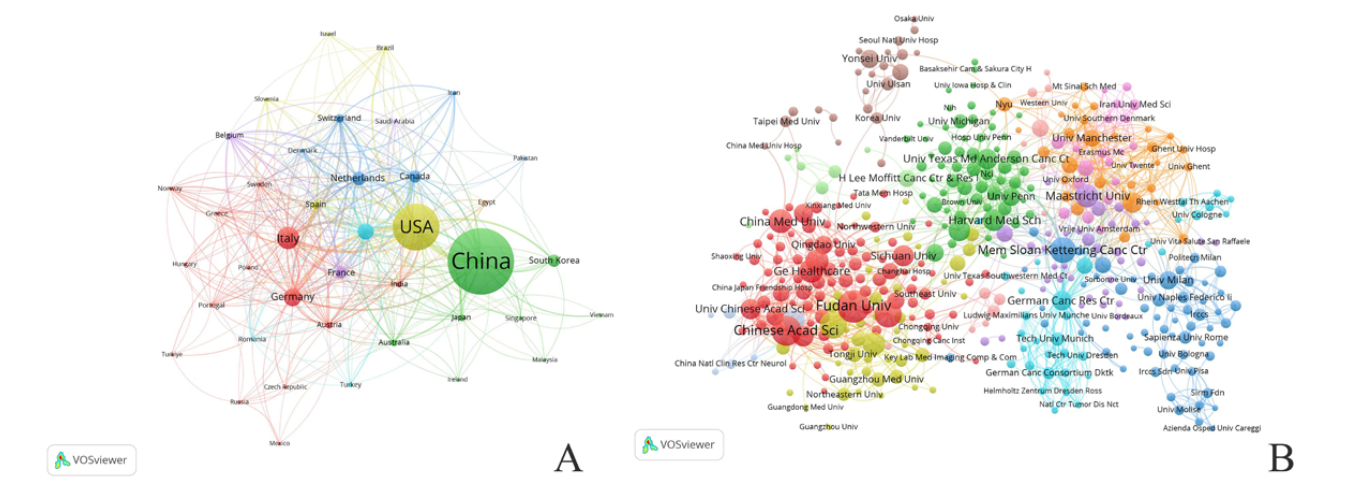 Israel
Brazil
Slovenia
Iran
Switzerland
Saudi Arabia
Belgium
Denmark
Pakistan
Netherlands
Canada
Norway
Sweden
Spain
Egypt
Greece
USA
Italy
China
Hungary
Poland
France
South Korea
India
Germany
Portugal
Japan
Singapore
Vietnam
Austria
Romania
Australia
Turkiye
Malaysia
Czech Republic
Turkey
Ireland
Russia
Mexico
VOSviewer
A
Osaka Univ
Seoul Natl Univ Hosp
Yonsei Univ
Basaksehir Cam & Sakura City H
Univ Ulsan
Univ Iowa Hosp & Clin
Mt Sinai Sch Med
Nih
Nyu
Western Univ
Iran Univ Med Sci
Taipei Med Univ
Korea Univ
Univ Michigan
Univ Southern Denmark
China Med Univ Hosp
Vanderbilt Univ
Hosp Univ Penn
Univ Manchester
Erasmus Mc
Ghent Univ Hosp
Univ Texas Md Anderson Canc Ct
Univ Twente
Univ Ghent
H Lee Moffitt Canc Ctr & Res I
Nci
Univ Oxford
Tata Mem Hosp
Brown Univ
Univ Penn
Maastricht Univ
Rhein Westfal Th Aachen
Xinxiang Med Univ
Univ Cologne
China Med Univ
Northwestern Univ
Harvard Med Sch
Vrije Univ Amsterdam
Qingdao Univ
Univ Vita Salute San Raffaele
Shaoxing Univ
Sichuan Univ
Mem Sloan Kettering Canc Ctr
Politecn Milan
Ge Healthcare
Changhai Hosp
Univ Texas Southwestern Med Ct
Sorbonne Univ
Univ Milan
China Japan Friendship Hosp
Southeast Univ
German Canc Res Ctr
Univ Naples Federico Ii
Univ Chinese Acad Sci
Fudan Univ
Ludwig Maximilians Univ Munche
Univ Bordeaux
Irccs
Chinese Acad Sci
Chongqing Univ
Chongqing Canc Inst
Tech Univ Munich
Sapienza Univ Rome
China Natl Clin Res Ctr Neurol
Tongji Univ
Key Lab Med Imaging Comp & Com
Tech Univ Dresden
Univ Bologna
Guangzhou Med Univ
German Canc Consortium Dktk
Irccs Sdn
Univ Pisa
Northeastern Univ
Helmholtz Zentrum Dresden Ross
Sirm Fdn
Guangdong Med Univ
Natl Ctr Tumor Dis Nct
Univ Molise
Guangzhou Univ
Azienda Osped Univ Careggi
VOSviewer
B